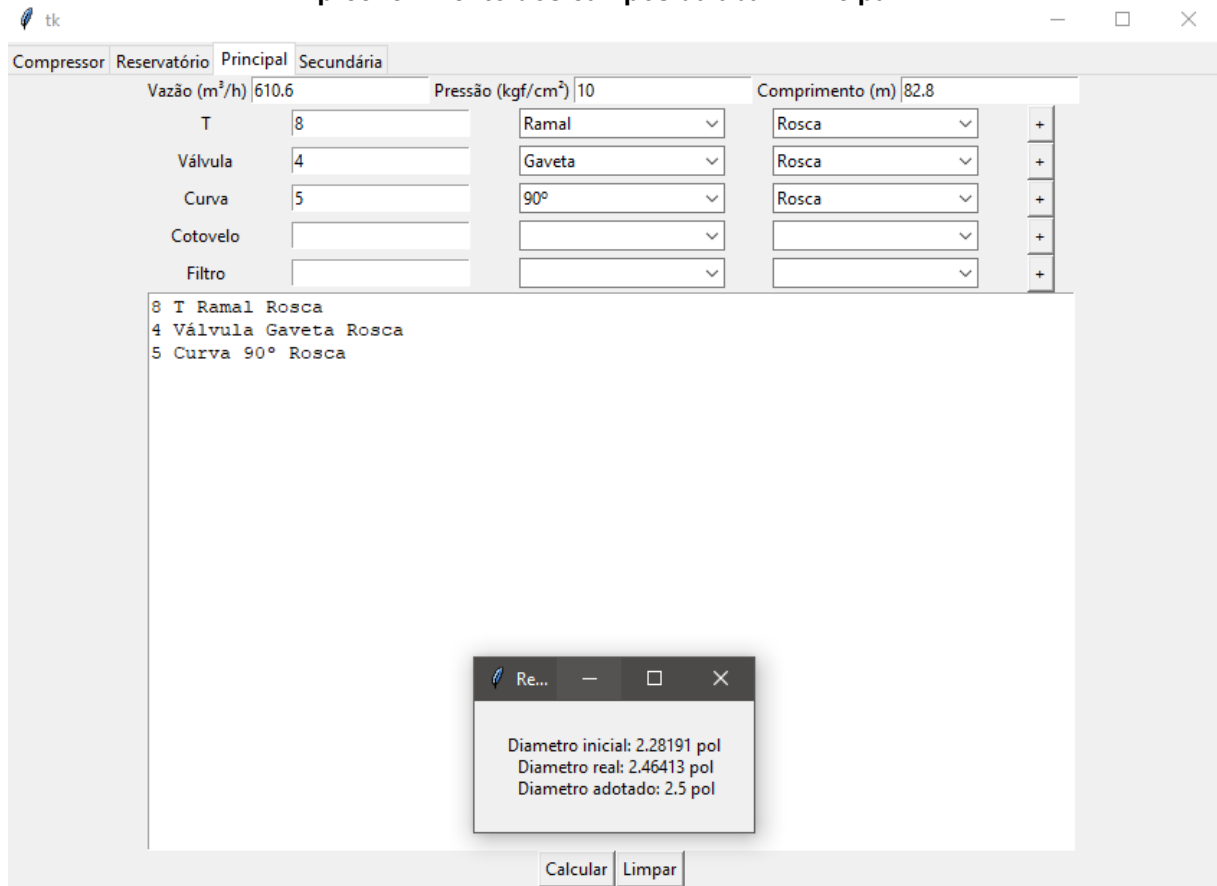 tk
Compressor Reservatório Principal Secundária
Vazão (m³/h) 610.6 Pressão (kgf/cm²) 10 Comprimento (m) 82.8
T 8 Ramal Rosca +
Válvula 4 Gaveta Rosca +
Curva 5 90º Rosca +
Cotovelo +
Filtro +
8 T Ramal Rosca
4 Válvula Gaveta Rosca
5 Curva 90º Rosca
Re...
Diametro inicial: 2.28191 pol
Diametro real: 2.46413 pol
Diametro adotado: 2.5 pol
Calcular Limpar